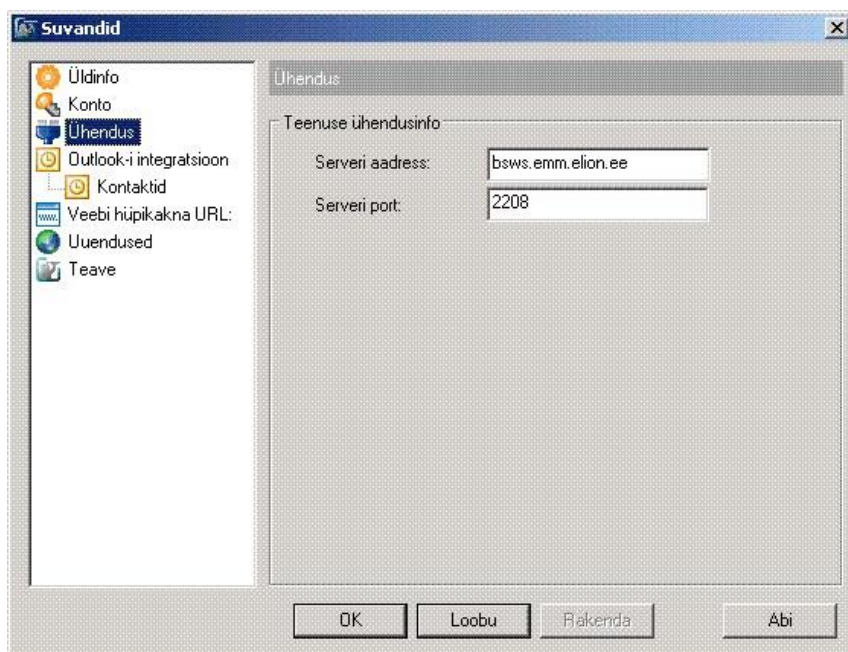 Suvandid
Üldinfo
Konto
Ühendus
Outlook-i integratsioon
Kontaktid
Veebi hüpikakna URL:
Uuendused
Teave
Ühendus
Teenuse ühendusinfo
Serveri aadress:
bsws.emm.elion.ee
Serveri port:
2208
OK
Loobu
Rakenda
Abi